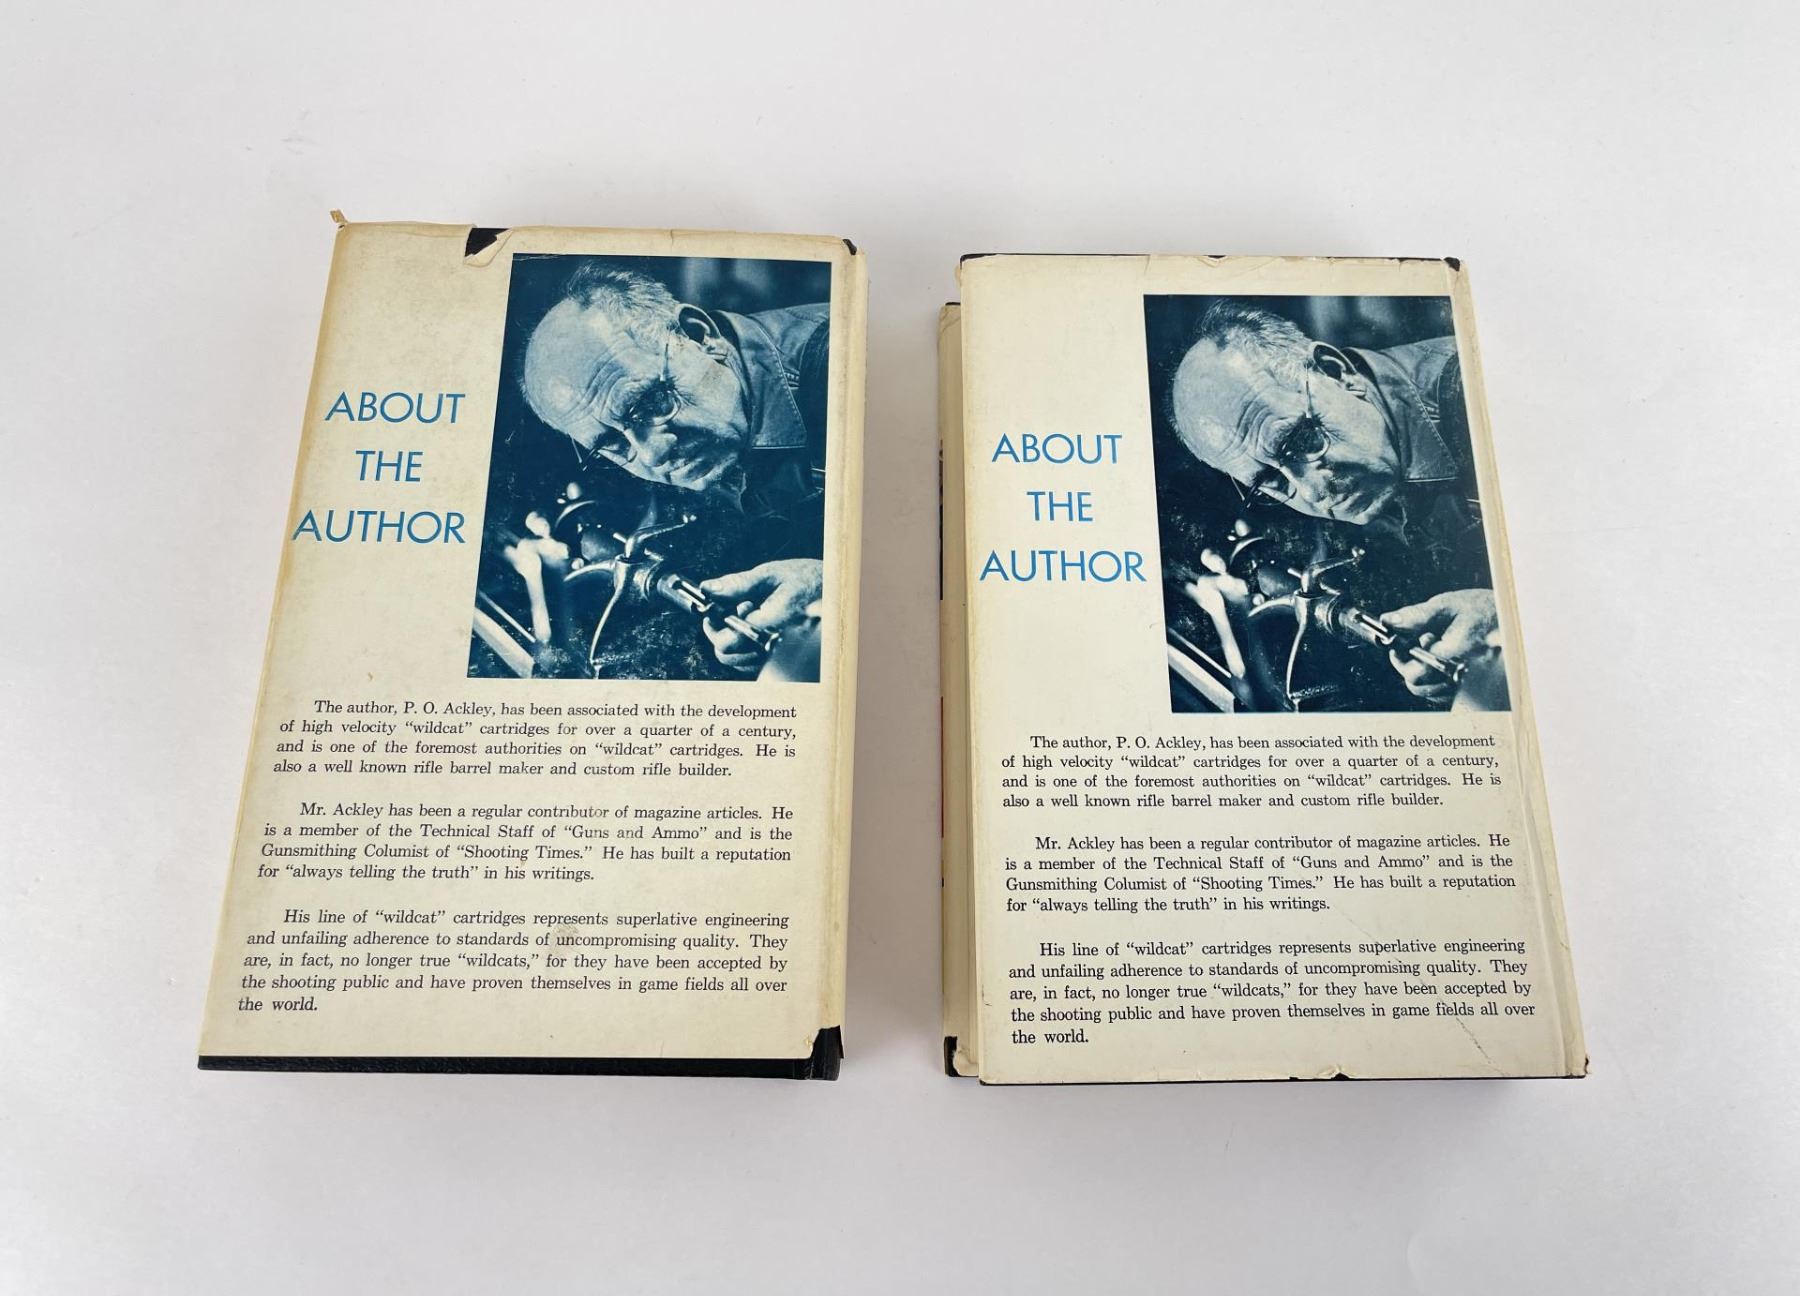 ABOUT
THE
AUTHOR
The author, P. O. Ackley, has been associated with the development
of high velocity “wildcat” cartridges for over a quarter of a century,
and is one of the foremost authorities on “wildcat” cartridges. He is
also a well known rifle barrel maker and custom rifle builder.
Mr. Ackley has been a regular contributor of magazine articles. He
is a member of the Technical Staff of “Guns and Ammo” and is the
Gunsmithing Columist of “Shooting Times.” He has built a reputation
for “always telling the truth” in his writings.
His line of “wildcat” cartridges represents superlative engineering
and unfailing adherence to standards of uncompromising quality. They
are, in fact, no longer true “wildcats,” for they have been accepted by
the shooting public and have proven themselves in game fields all over
the world.
ABOUT
THE
AUTHOR
The author, P. O. Ackley, has been associated with the development
of high velocity “wildcat” cartridges for over a quarter of a century,
and is one of the foremost authorities on “wildcat” cartridges. He is
also a well known rifle barrel maker and custom rifle builder.
Mr. Ackley has been a regular contributor of magazine articles. He
is a member of the Technical Staff of “Guns and Ammo” and is the
Gunsmithing Columist of “Shooting Times.” He has built a reputation
for “always telling the truth” in his writings.
His line of “wildcat” cartridges represents superlative engineering
and unfailing adherence to standards of uncompromising quality. They
are, in fact, no longer true “wildcats,” for they have been accepted by
the shooting public and have proven themselves in game fields all over
the world.